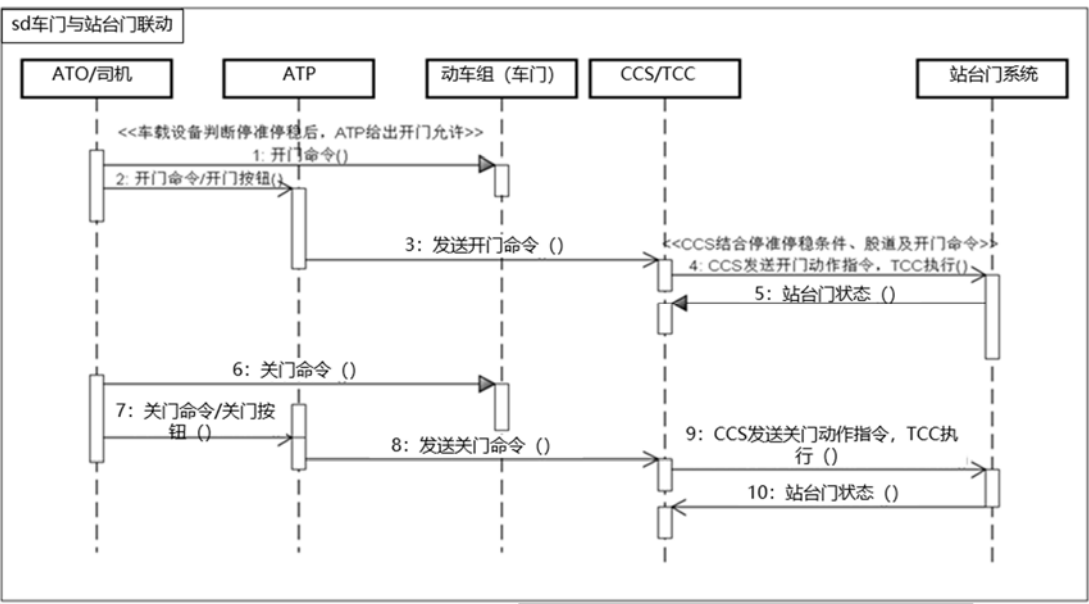 sd车门与站台门联动
ATO/司机
ATP
动车组（车门）
CCS/TCC
站台门系统
<<车载设备判断停准停稳后，ATP给出开门允许>>
1: 开门命令()
2: 开门命令/开门按钮()
3：发送开门命令（）
<<CCS结合停准停稳条件、股道及开门命令>>
4: CCS发送开门动作指令，TCC执行()
5：站台门状态（）
6：关门命令（）
7：关门命令/关门按
钮（）
8：发送关门命令（）
9：CCS发送关门动作指令，TCC执
行（）
10：站台门状态（）